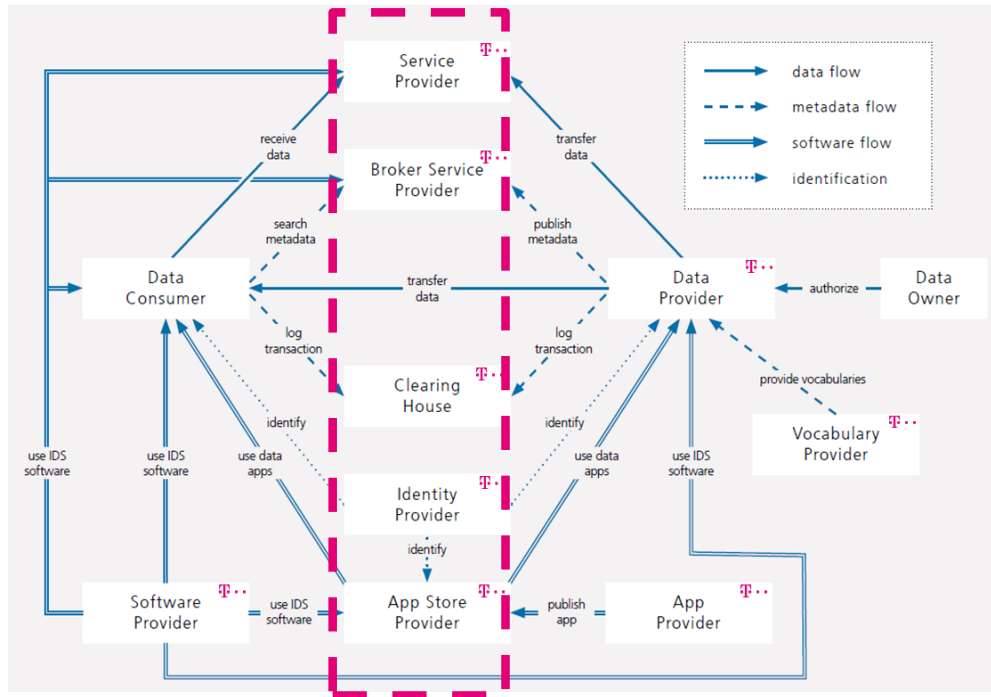 Service
Provider
T
data flow
metadata flow
software flow
identification
receive
data
transfer
data
Broker Service
Provider
T
search
metadata
publish
metadata
Data
Consumer
transfer
data
Data
Provider
T
authorize
Data
Owner
log
transaction
log
transaction
Clearing
House
T
provide vocabularies
identify
identify
Vocabulary
Provider
T
use IDS
software
use IDS
software
use data
apps
use data
apps
use IDS
software
Identity
Provider
T
identify
Software
Provider
T
use IDS
software
App Store
Provider
T
publish
app
App
Provider
T